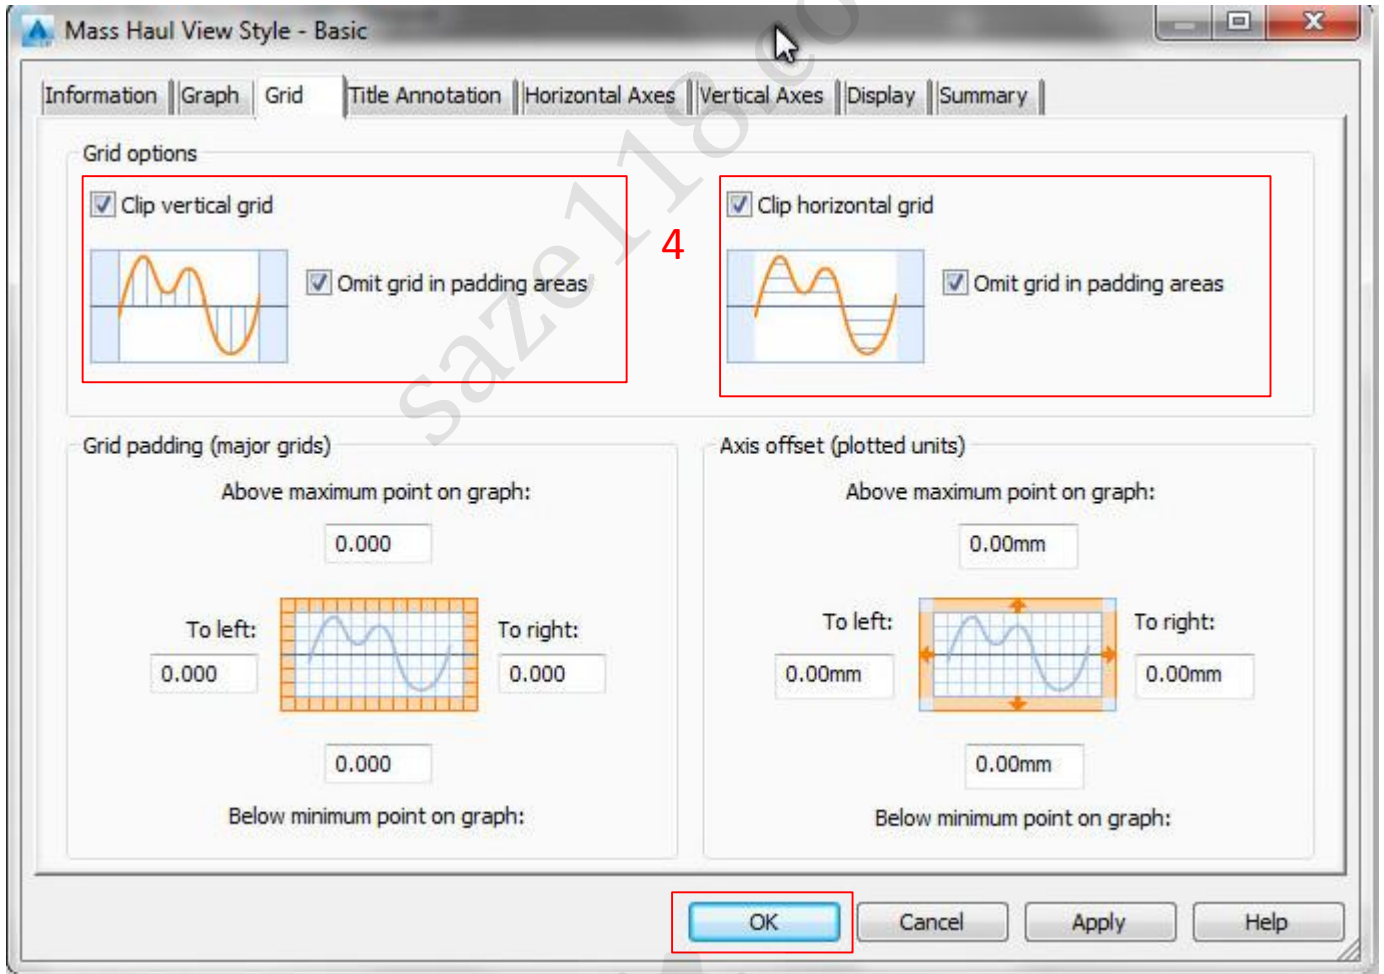 Mass Haul View Style - Basic
Information Graph Grid Title Annotation Horizontal Axes Vertical Axes Display Summary
Grid options
Clip vertical grid
Omit grid in padding areas
4
Clip horizontal grid
Omit grid in padding areas
Grid padding (major grids)
Above maximum point on graph:
0.000
To left:
0.000
To right:
0.000
0.000
Below minimum point on graph:
Axis offset (plotted units)
Above maximum point on graph:
0.00mm
To left:
0.00mm
To right:
0.00mm
0.00mm
Below minimum point on graph:
OK Cancel Apply Help